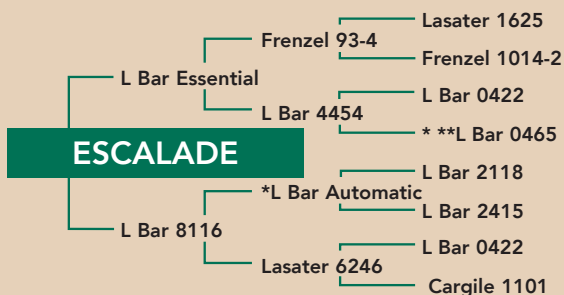 Lasater 1625
Frenzel 93-4
Frenzel 1014-2
L Bar Essential
L Bar 0422
L Bar 4454
* **L Bar 0465
ESCALADE
L Bar 2118
*L Bar Automatic
L Bar 2415
L Bar 8116
L Bar 0422
Lasater 6246
Cargile 1101